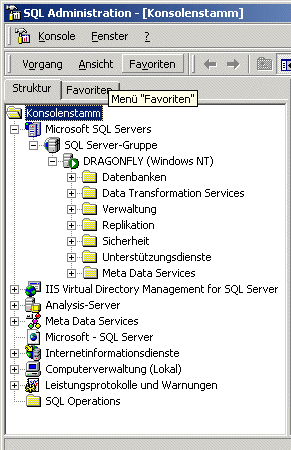 SQL Administration - [Konsolenstamm]
Konsole Fenster ?
Vorgang Ansicht Favoriten
Struktur Favoriten
Menü "Favoriten"
Konsolenstamm
Microsoft SQL Servers
SQL Server-Gruppe
DRAGONFLY (Windows NT)
Datenbanken
Data Transformation Services
Verwaltung
Replikation
Sicherheit
Unterstützungsdienste
Meta Data Services
IIS Virtual Directory Management for SQL Server
Analysis-Server
Meta Data Services
Microsoft - SQL Server
Internetinformationsdienste
Computerverwaltung (Lokal)
Leistungsprotokolle und Warnungen
SQL Operations